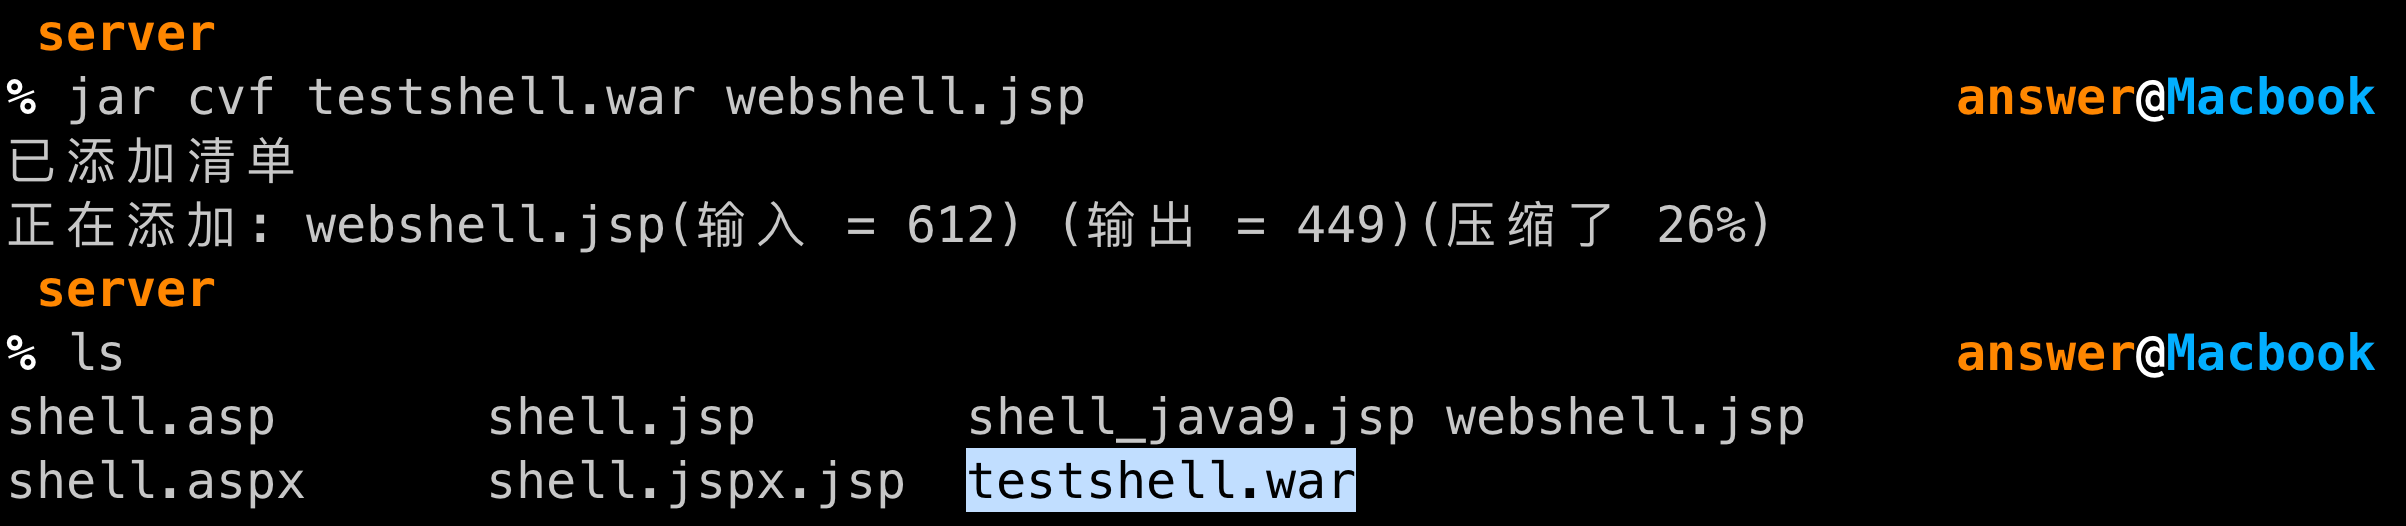 server
% jar cvf testshell.war webshell.jsp answer@Macbook
已添加清单
正在添加: webshell.jsp(输入 = 612) (输出 = 449)(压缩了 26%)
server
% ls answer@Macbook
shell.asp shell.jsp shell_java9.jsp webshell.jsp
shell.aspx shell.jspx.jsp testshell.war